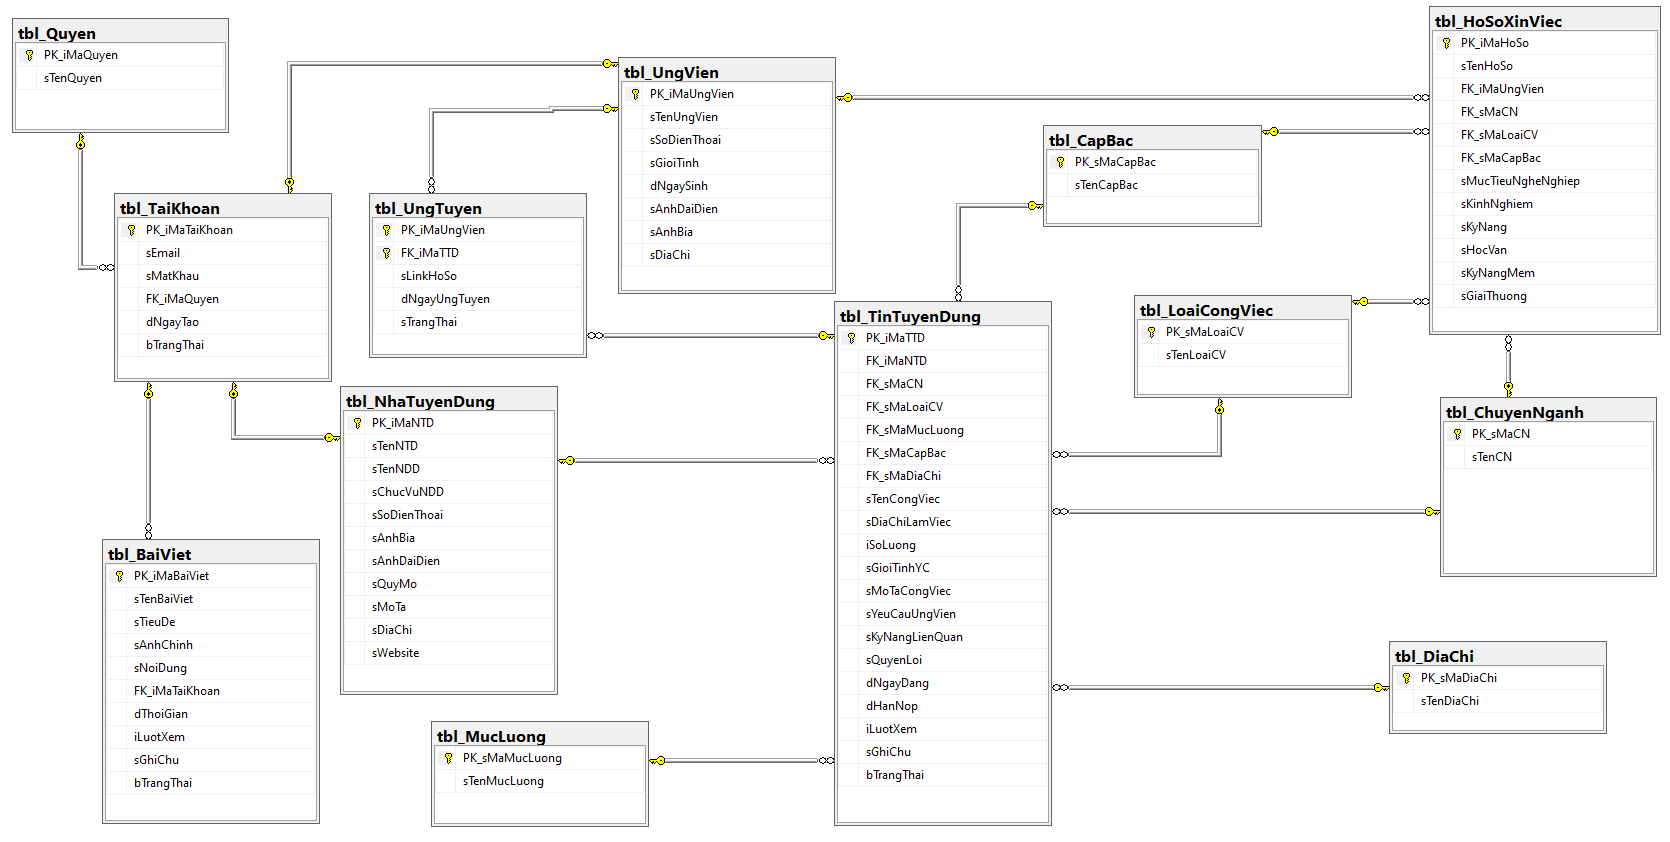 tbl_Quyen
PK_iMaQuyen
sTenQuyen
tbl_TaiKhoan
PK_iMaTaiKhoan
sEmail
sMatKhau
FK_iMaQuyen
dNgayTao
bTrangThai
tbl_BaiViet
PK_iMaBaiViet
sTenBaiViet
sTieuDe
sAnhChinh
sNoiDung
FK_iMaTaiKhoan
dThoiGian
iLuotXem
sGhiChu
bTrangThai
tbl_UngTuyen
PK_iMaUngVien
FK_iMaTTD
sLinkHoSo
dNgayUngTuyen
sTrangThai
tbl_NhaTuyenDung
PK_iMaNTD
sTenNTD
sTenNDD
sChucVuNDD
sSoDienThoai
sAnhBia
sAnhDaiDien
sQuyMo
sMoTa
sDiaChi
sWebsite
tbl_MucLuong
PK_sMaMucLuong
sTenMucLuong
tbl_UngVien
PK_iMaUngVien
sTenUngVien
sSoDienThoai
sGioiTinh
dNgaySinh
sAnhDaiDien
sAnhBia
sDiaChi
tbl_TinTuyenDung
PK_iMaTTD
FK_iMaNTD
FK_sMaCN
FK_sMaLoaiCV
FK_sMaMucLuong
FK_sMaCapBac
FK_sMaDiaChi
sTenCongViec
sDiaChiLamViec
iSoLuong
sGioiTinhYC
sMoTaCongViec
sYeuCauUngVien
sKyNangLienQuan
sQuyenLoi
dNgayDang
dHanNop
iLuotXem
sGhiChu
bTrangThai
tbl_CapBac
PK_sMaCapBac
sTenCapBac
tbl_LoaiCongViec
PK_sMaLoaiCV
sTenLoaiCV
tbl_HoSoXinViec
PK_iMaHoSo
sTenHoSo
FK_iMaUngVien
FK_sMaCN
FK_sMaLoaiCV
FK_sMaCapBac
sMucTieuNgheNghiep
sKinhNghiem
sKyNang
sHocVan
sKyNangMem
sGiaiThuong
tbl_ChuyenNganh
PK_sMaCN
sTenCN
tbl_DiaChi
PK_sMaDiaChi
sTenDiaChi